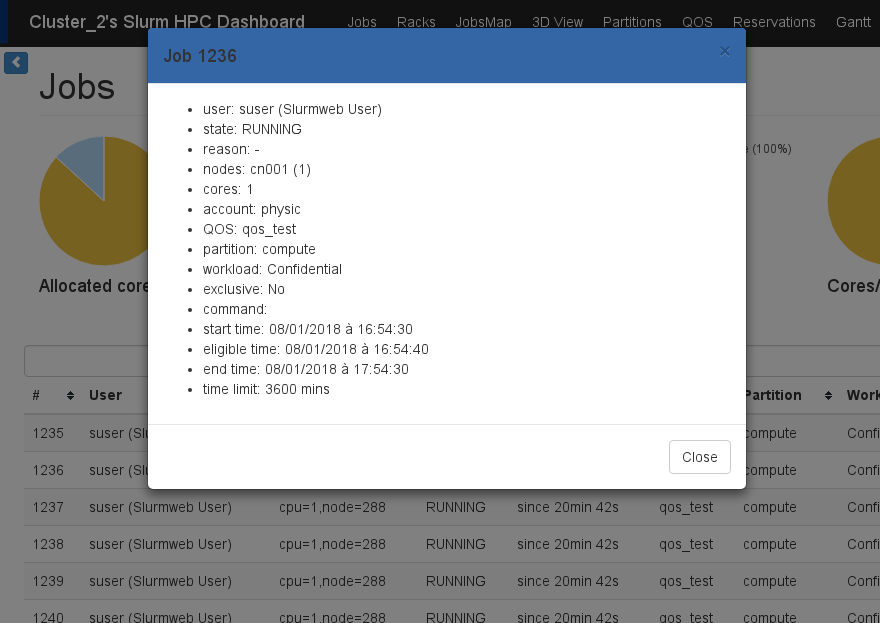 Cluster_2's Slurm HPC Dashboard Jobs Racks JobsMap 3D View Partitions QOS Reservations Gantt
Job 1236 ×
Jobs
user: suser (Slurmweb User)
state: RUNNING
reason: -
nodes: cn001 (1)
cores: 1
account: physic
QOS: qos_test
partition: compute
workload: Confidential
exclusive: No
command:
start time: 08/01/2018 à 16:54:30
eligible time: 08/01/2018 à 16:54:40
end time: 08/01/2018 à 17:54:30
time limit: 3600 mins
Close
(100%)
Allocated core
Cores/
# User Partition Work
1235 suser (Slu compute Confi
1236 suser (Slu compute Confi
1237 suser (Slurmweb User) cpu=1,node=288 RUNNING since 20min 42s qos_test compute Confi
1238 suser (Slurmweb User) cpu=1,node=288 RUNNING since 20min 42s qos_test compute Confi
1239 suser (Slurmweb User) cpu=1,node=288 RUNNING since 20min 42s qos_test compute Confi
1240 suser (Slurmweb User) cpu=1,node=288 RUNNING since 20min 42s qos_test compute Confi